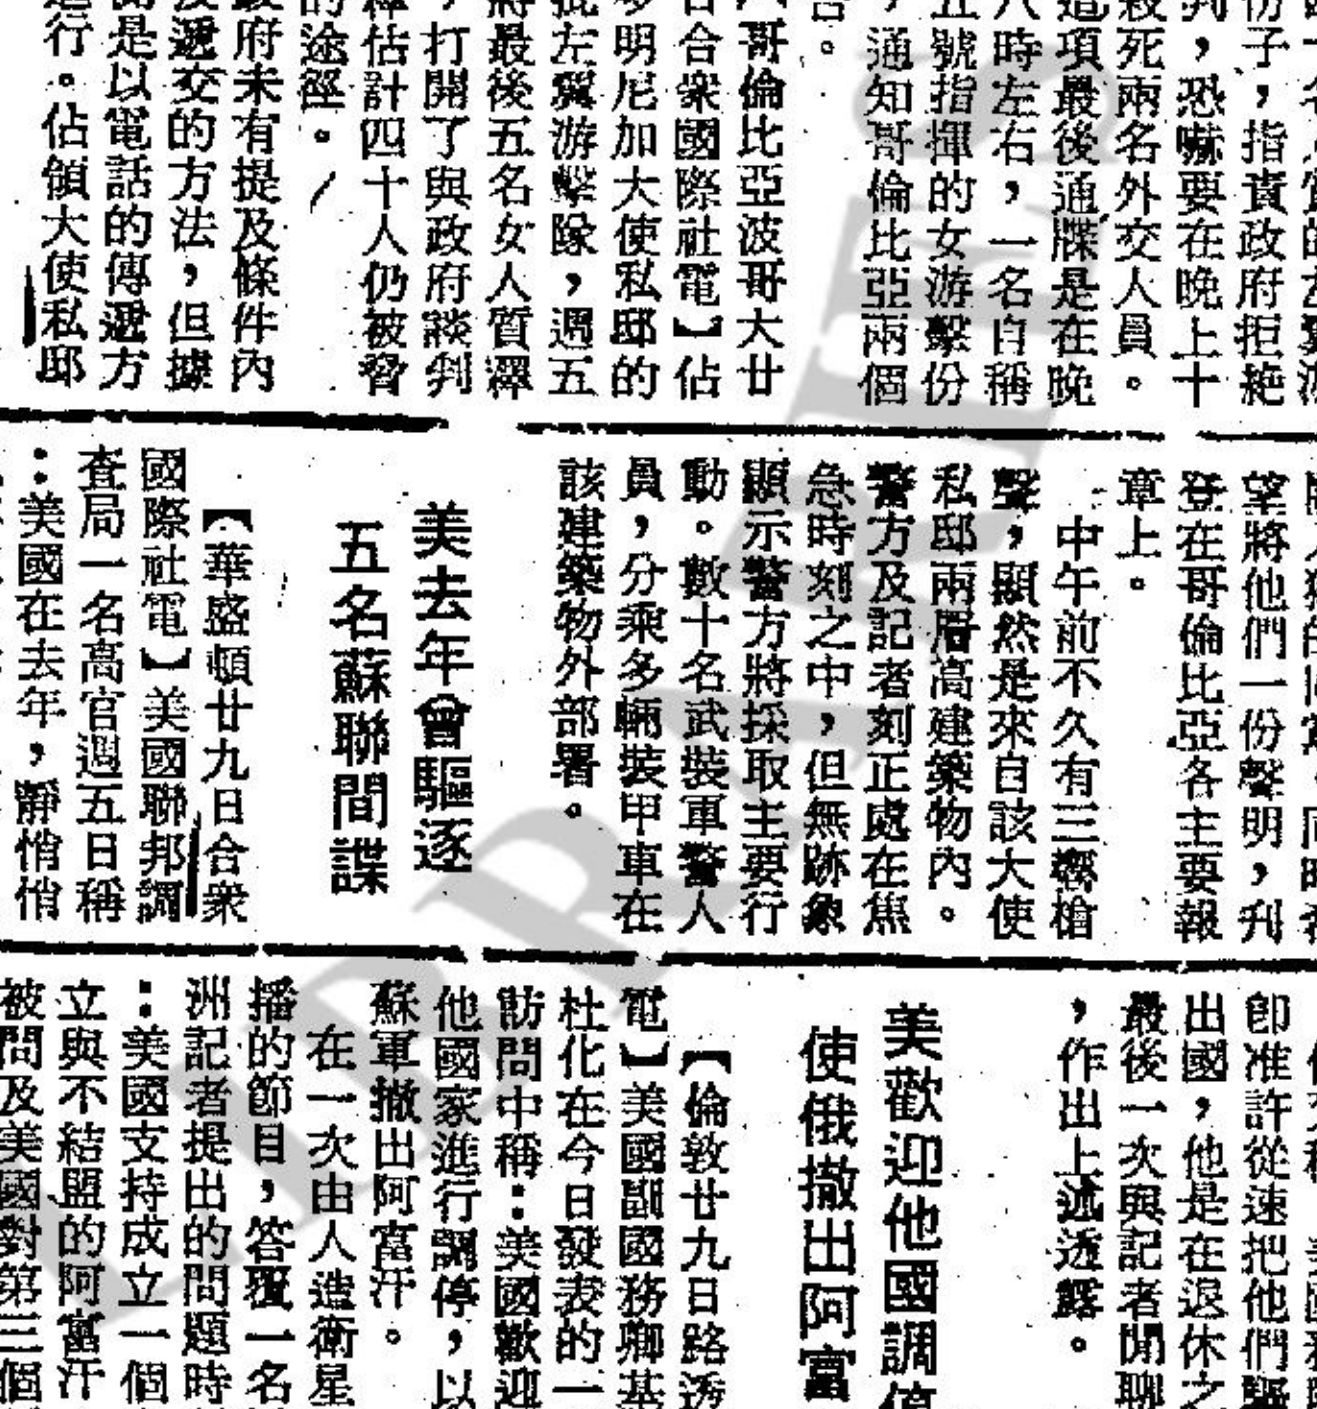 份子，指責政府拒絕
判，恐嚇要在晚上十
殺死兩名外交人員。
這項最後通牒是在晚
八時左右，一名自稱
五號指揮的女游擊份
，通知哥倫比亞兩個
告。
哥倫比亞波哥大廿
合衆國際社電】佔
多明尼加大使私邸的
批左翼游擊隊，週五
將最後五名女人質釋
，打開了與政府談判
釋估計四十人仍被脅
的途徑。
政府未有提及條件內
及遞交的方法，但據
是以電話的傳遞方
行。佔領大使私邸
望將他們一份聲明，刋
登在哥倫比亞各主要報
章上。
中午前不久有三響槍
聲，顯然是來自該大使
私邸兩層高建築物內。
警方及記者刻正處在焦
急時刻之中，但無跡象
顯示警方將採取主要行
動。數十名武裝軍警人
員，分乘多輛裝甲車在
該建築物外部署。
美去年曾驅逐
五名蘇聯間諜
【華盛頓廿九日合衆
國際社電】美國聯邦調
查局一名高官週五日稱
：美國在去年，靜悄悄
卽准許從速把他們驅
出國，他是在退休之
最後一次與記者閒聊
，作出上述透露。
美歡迎他國調停
使俄撤出阿富
【倫敦廿九日路透
電】美國副國務卿基
杜化在今日發表的一
訪問中稱：美國歡迎
他國家進行調停，以
蘇軍撤出阿富汗。
在一次由人造衛星
播的節目，答覆一名
洲記者提出的問題時
：美國支持成立一個
立與不結盟的阿富汗
被問及美國對第三個
LIBRARIES